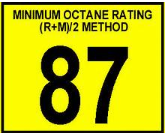 MINIMUM OCTANE RATING
(R+M)/2 METHOD
87